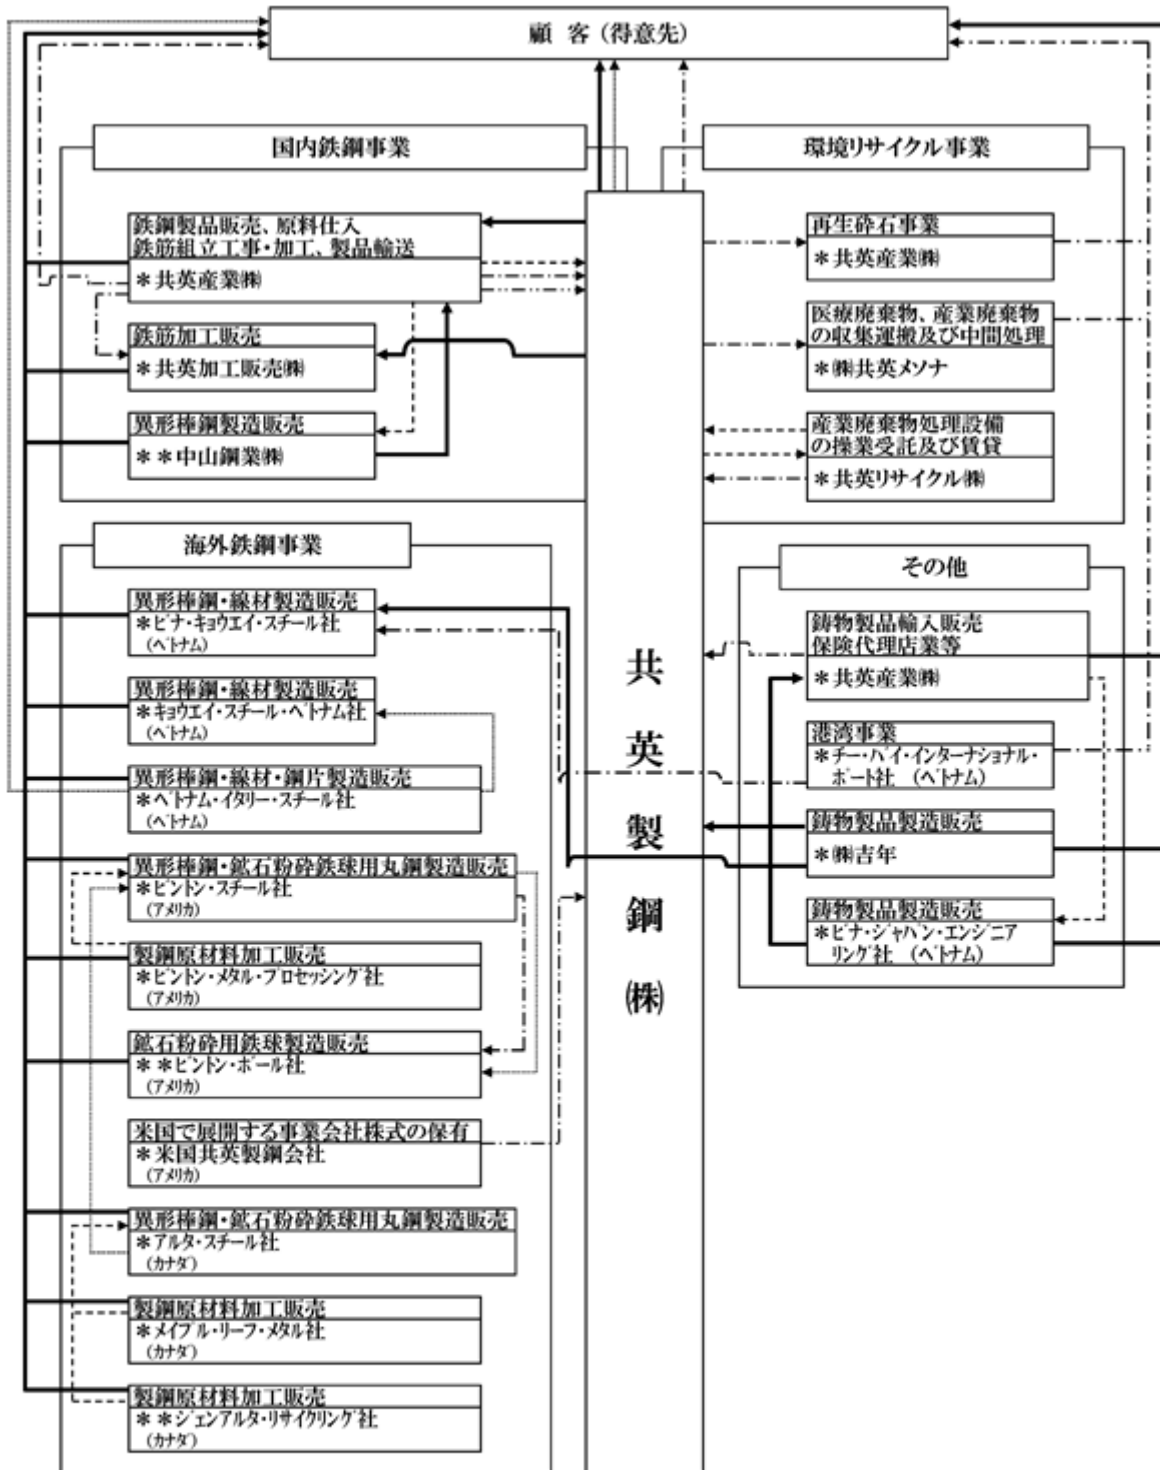 顧 客（得意先）
国内鉄鋼事業
鉄鋼製品販売、原料仕入
鉄筋組立工事・加工、製品輸送
＊共英産業㈱
鉄筋加工販売
＊共英加工販売㈱
異形棒鋼製造販売
＊＊中山鋼業㈱
環境リサイクル事業
再生砕石事業
＊共英産業㈱
医療廃棄物、産業廃棄物
の収集運搬及び中間処理
＊㈱共英メソナ
産業廃棄物処理設備
の操業受託及び賃貸
＊共英リサイクル㈱
海外鉄鋼事業
異形棒鋼・線材製造販売
＊ビナ・キョウエイ・スチール社
（ベトナム）
異形棒鋼・線材製造販売
＊キョウエイ・スチール・ベトナム社
（ベトナム）
異形棒鋼・線材・鋼片製造販売
＊ベトナム・イタリー・スチール社
（ベトナム）
異形棒鋼・鉱石粉砕鉄球用丸鋼製造販売
＊ビントン・スチール社
（アメリカ）
製鋼原材料加工販売
＊ビントン・メタル・プロセッシング社
（アメリカ）
鉱石粉砕用鉄球製造販売
＊＊ビントン・ボール社
（アメリカ）
米国で展開する事業会社株式の保有
＊米国共英製鋼会社
（アメリカ）
異形棒鋼・鉱石粉砕鉄球用丸鋼製造販売
＊アルタ・スチール社
（カナダ）
製鋼原材料加工販売
＊メイプル・リーフ・メタル社
（カナダ）
製鋼原材料加工販売
＊＊ジェンアルタ・リサイクリング社
（カナダ）
共英製鋼㈱
その他
鋳物製品輸入販売
保険代理店業等
＊共英産業㈱
港湾事業
＊チー・バイ・インターナショナル・
ポート社 （ベトナム）
鋳物製品製造販売
＊㈱吉年
鋳物製品製造販売
＊ビナ・ジャパン・エンジニア
リング社 （ベトナム）